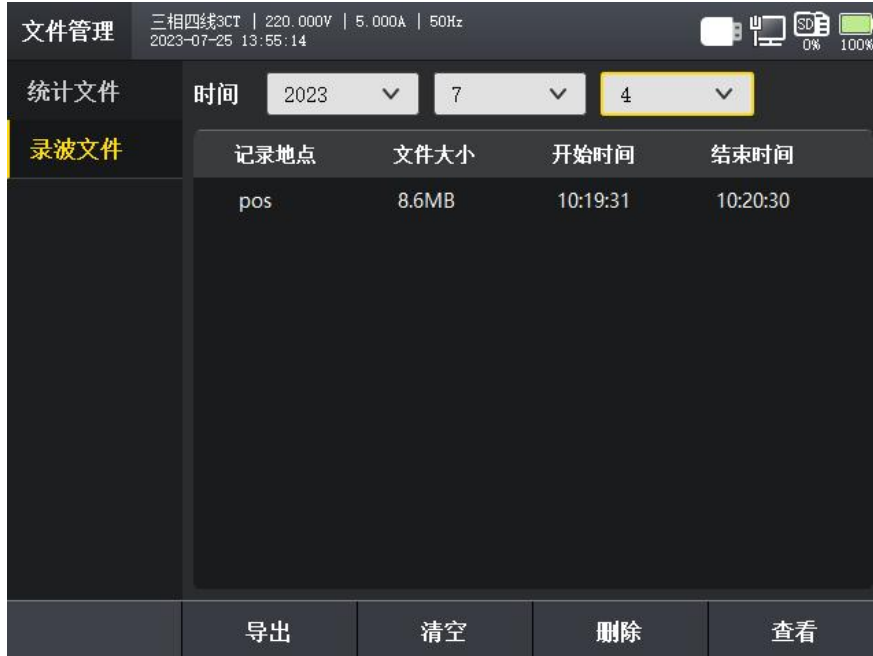 文件管理
三相四线3CT | 220.000V | 5.000A | 50Hz
2023-07-25 13:55:14
SD
0%
100%
统计文件
录波文件
时间 2023 7 4
记录地点 文件大小 开始时间 结束时间
pos 8.6MB 10:19:31 10:20:30
导出 清空 删除 查看